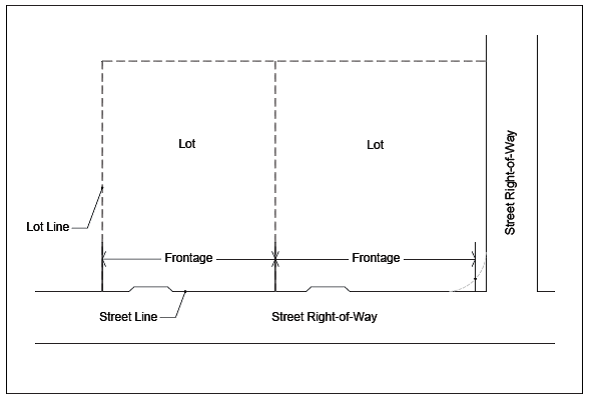 Lot
Lot
Street Right-of-Way
Lot Line
Frontage
Frontage
Street Line
Street Right-of-Way